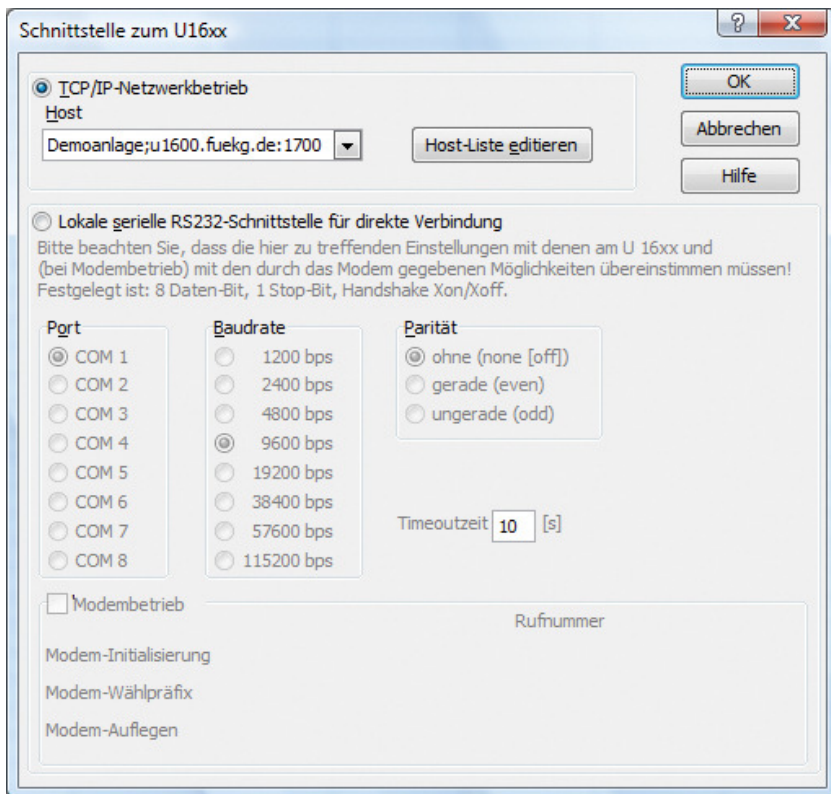 Schnittstelle zum U16xx
TCP/IP-Netzwerkbetrieb
Host
Demoanlage;u1600.fuekg.de:1700
Host-Liste editieren
OK
Abbrechen
Hilfe
Lokale serielle RS232-Schnittstelle für direkte Verbindung
Bitte beachten Sie, dass die hier zu treffenden Einstellungen mit denen am U 16xx und
(bei Modembetrieb) mit den durch das Modem gegebenen Möglichkeiten übereinstimmen müssen!
Festgelegt ist: 8 Daten-Bit, 1 Stop-Bit, Handshake Xon/Xoff.
Port
COM 1
COM 2
COM 3
COM 4
COM 5
COM 6
COM 7
COM 8
Baudrate
1200 bps
2400 bps
4800 bps
9600 bps
19200 bps
38400 bps
57600 bps
115200 bps
Parität
ohne (none [off])
gerade (even)
ungerade (odd)
Timeoutzeit 10 [s]
Modembetrieb
Rufnummer
Modem-Initialisierung
Modem-Wählpräfix
Modem-Auflegen